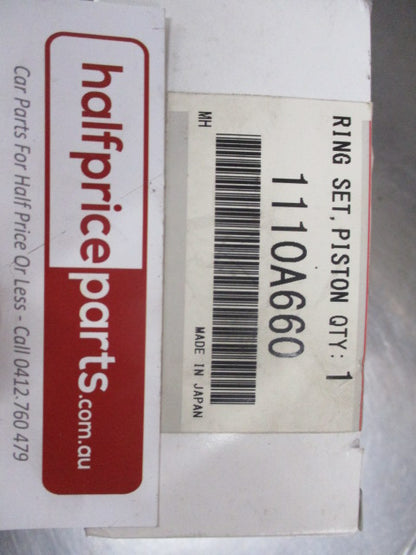 RING SET, PISTON QTY: 1
1110A660
MH
MADE IN JAPAN
halfpriceparts.com.au
Car Parts For Half Price Or Less - Call 0412 760 479